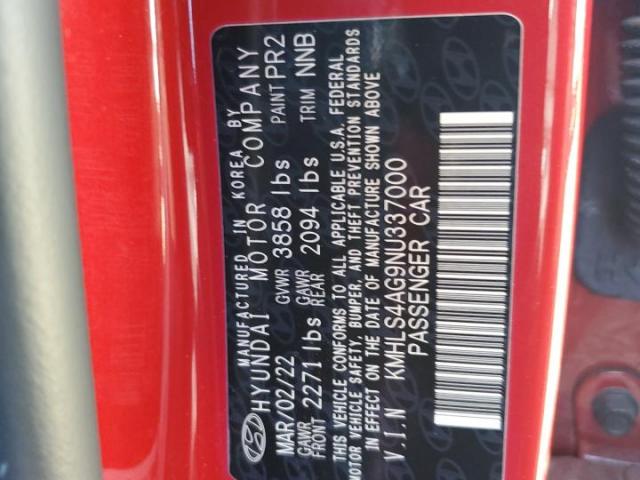 MANUFACTURED IN KOREA BY
HYUNDAI MOTOR COMPANY
MAR/02/22 GVWR 3858 lbs PAINT PR2
GAWR FRONT 2271 lbs GAWR REAR 2094 lbs TRIM NNB
THIS VEHICLE CONFORMS TO ALL APPLICABLE U.S.A. FEDERAL
MOTOR VEHICLE SAFETY, BUMPER, AND THEFT PREVENTION STANDARDS
IN EFFECT ON THE DATE OF MANUFACTURE SHOWN ABOVE
V.I.N KMHLS4AG9NU337000
PASSENGER CAR